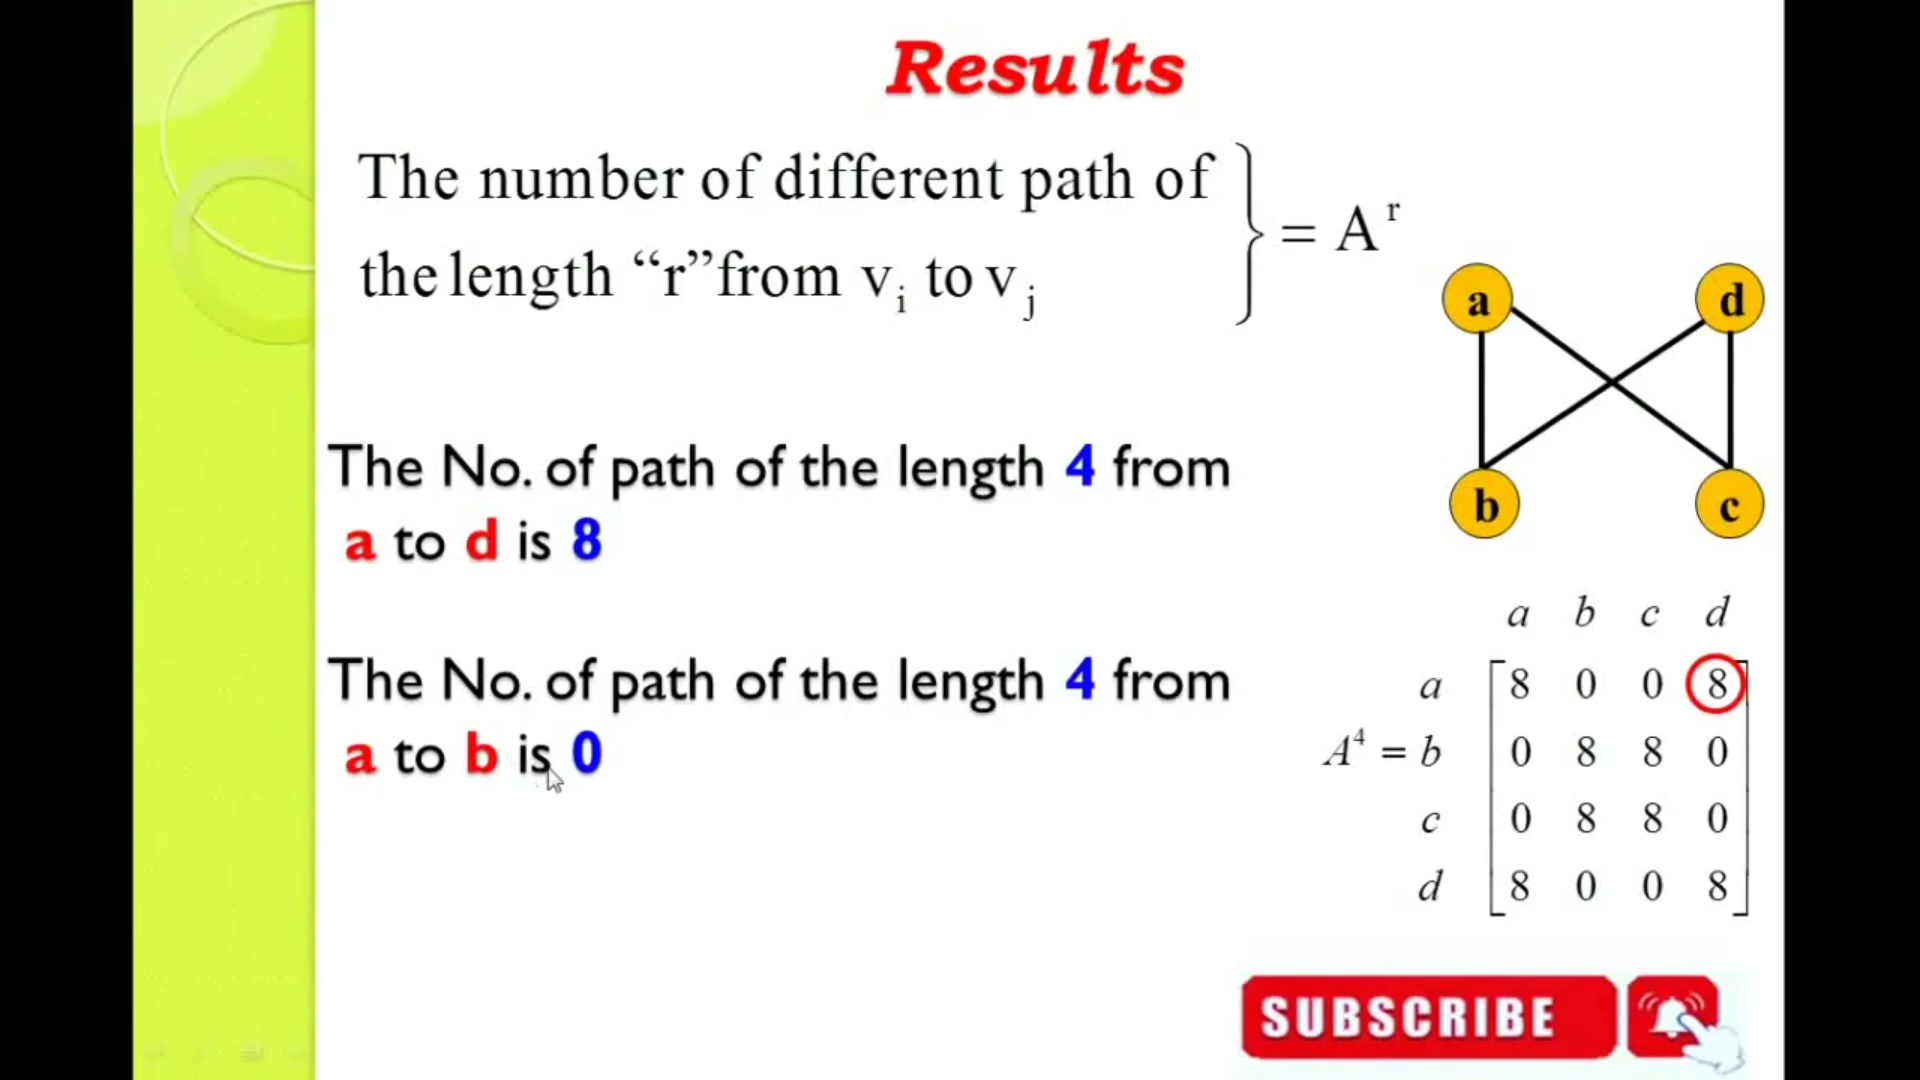 Results
The number of different path of
the length “r” from vᵢ to vⱼ } = Aʳ
a d
b c
The No. of path of the length 4 from
a to d is 8
The No. of path of the length 4 from
a to b is 0
a b c d
a 8 0 0 8
A⁴ = b 0 8 8 0
c 0 8 8 0
d 8 0 0 8
SUBSCRIBE